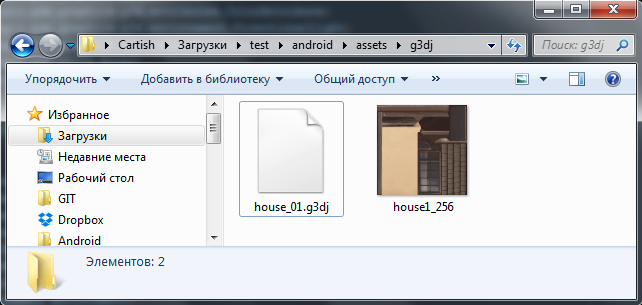 Cartish ▸ Загрузки ▸ test ▸ android ▸ assets ▸ g3dj
Поиск: g3dj
Упорядочить ▾ Добавить в библиотеку ▾ Общий доступ ▾ »
Избранное
Загрузки
Недавние места
Рабочий стол
GIT
Dropbox
Android
house_01.g3dj
house1_256
Элементов: 2